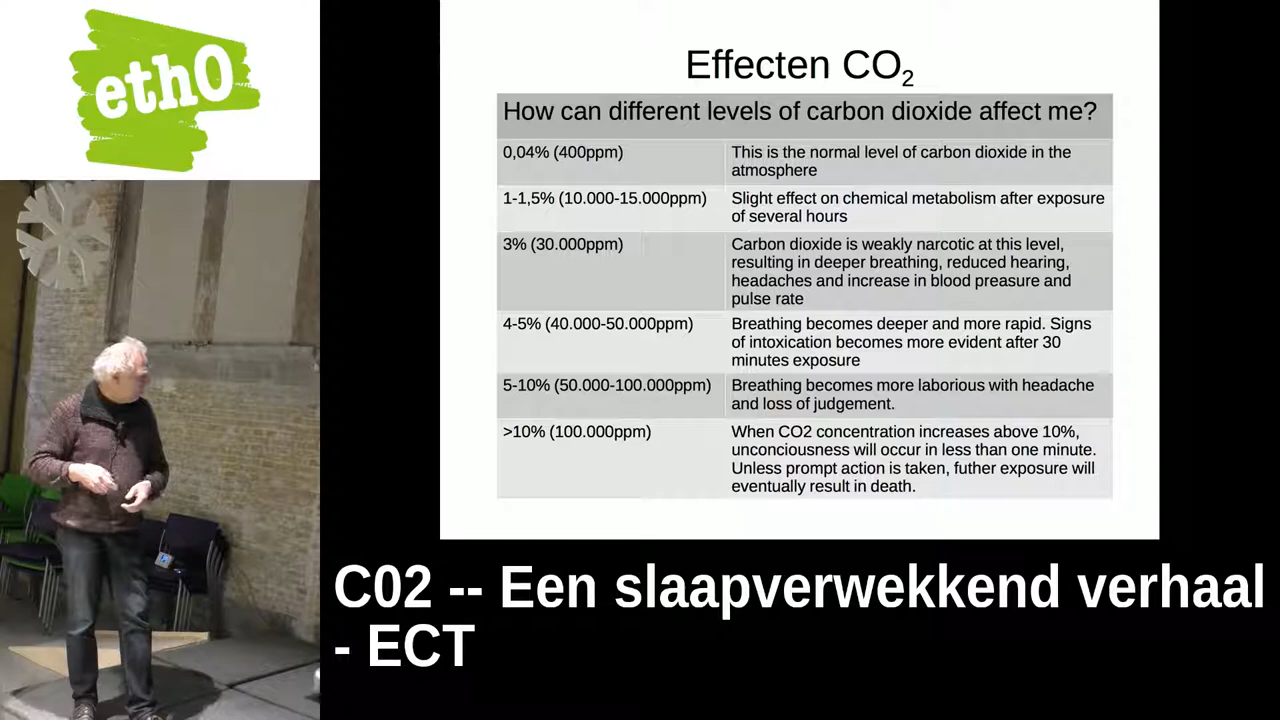 eth0
Effecten CO2
How can different levels of carbon dioxide affect me?
0,04% (400ppm)
This is the normal level of carbon dioxide in the
atmosphere
1-1,5% (10.000-15.000ppm)
Slight effect on chemical metabolism after exposure
of several hours
3% (30.000ppm)
Carbon dioxide is weakly narcotic at this level,
resulting in deeper breathing, reduced hearing,
headaches and increase in blood preasure and
pulse rate
4-5% (40.000-50.000ppm)
Breathing becomes deeper and more rapid. Signs
of intoxication becomes more evident after 30
minutes exposure
5-10% (50.000-100.000ppm)
Breathing becomes more laborious with headache
and loss of judgement.
>10% (100.000ppm)
When CO2 concentration increases above 10%,
unconciousness will occur in less than one minute.
Unless prompt action is taken, futher exposure will
eventually result in death.
C02 -- Een slaapverwekkend verhaal
- ECT